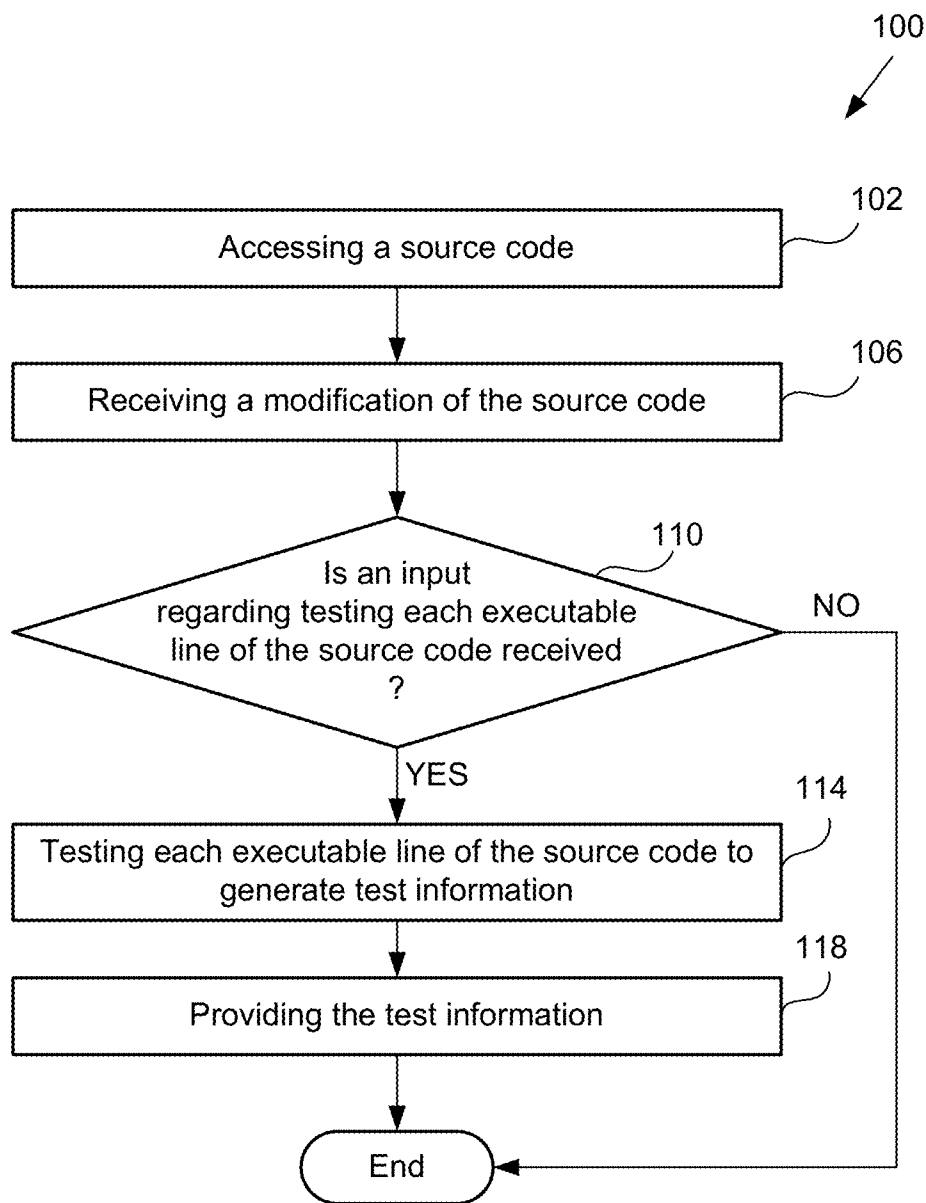 100
102
Accessing a source code
106
Receiving a modification of the source code
110
Is an input
regarding testing each executable
line of the source code received
?
NO
YES
114
Testing each executable line of the source code to
generate test information
118
Providing the test information
End